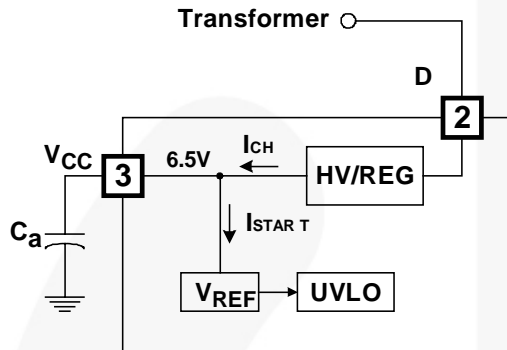 Transformer
D
2
VCC
3
6.5V
ICH
HV/REG
Ca
ISTAR T
VREF
UVLO